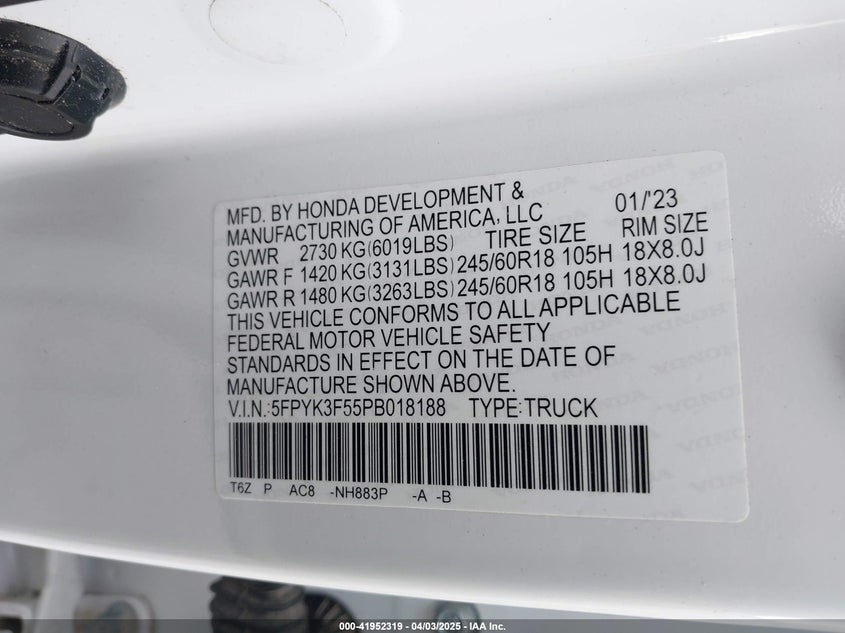 MFD. BY HONDA DEVELOPMENT & 01/'23
MANUFACTURING OF AMERICA, LLC
GVWR 2730 KG(6019LBS) TIRE SIZE RIM SIZE
GAWR F 1420 KG(3131LBS) 245/60R18 105H 18X8.0J
GAWR R 1480 KG(3263LBS) 245/60R18 105H 18X8.0J
THIS VEHICLE CONFORMS TO ALL APPLICABLE
FEDERAL MOTOR VEHICLE SAFETY
STANDARDS IN EFFECT ON THE DATE OF
MANUFACTURE SHOWN ABOVE.
V.I.N.:5FPYK3F55PB018188 TYPE:TRUCK
T6Z P AC8 -NH883P -A -B
000-41952319 - 04/03/2025 - IAA Inc.